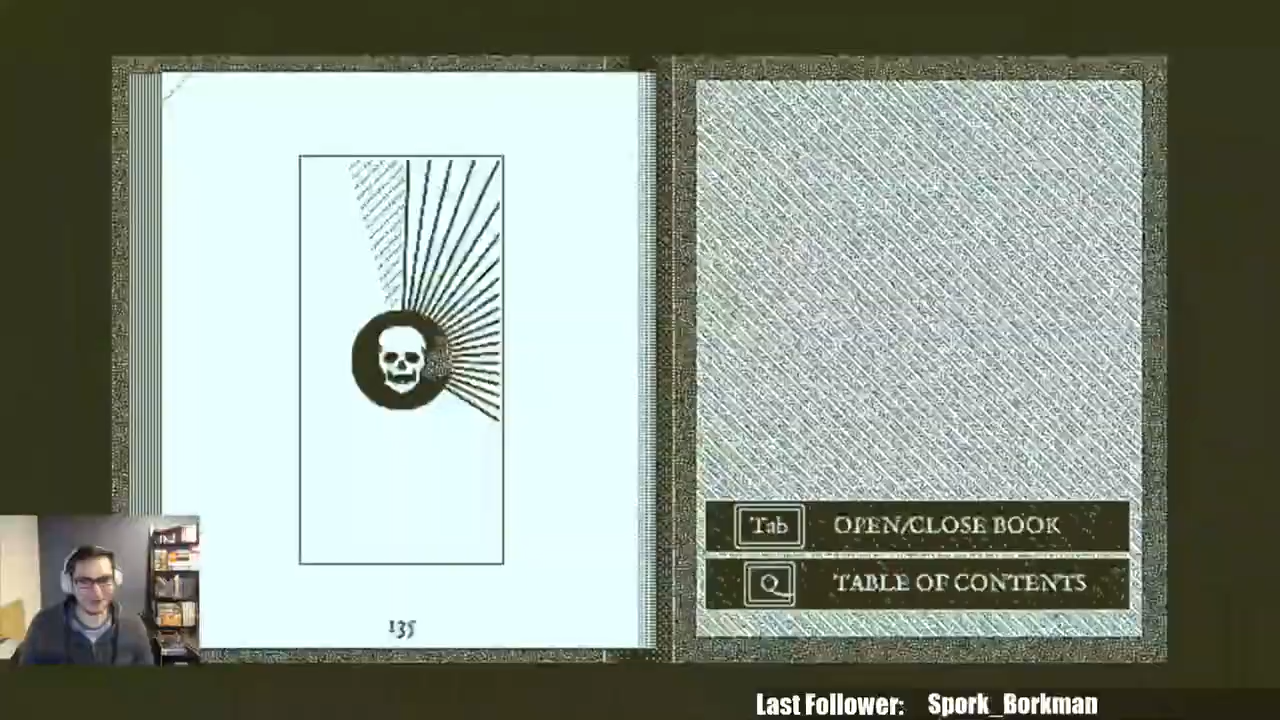 Tab OPEN/CLOSE BOOK
Q TABLE OF CONTENTS
135
Last Follower: Spork_Borkman